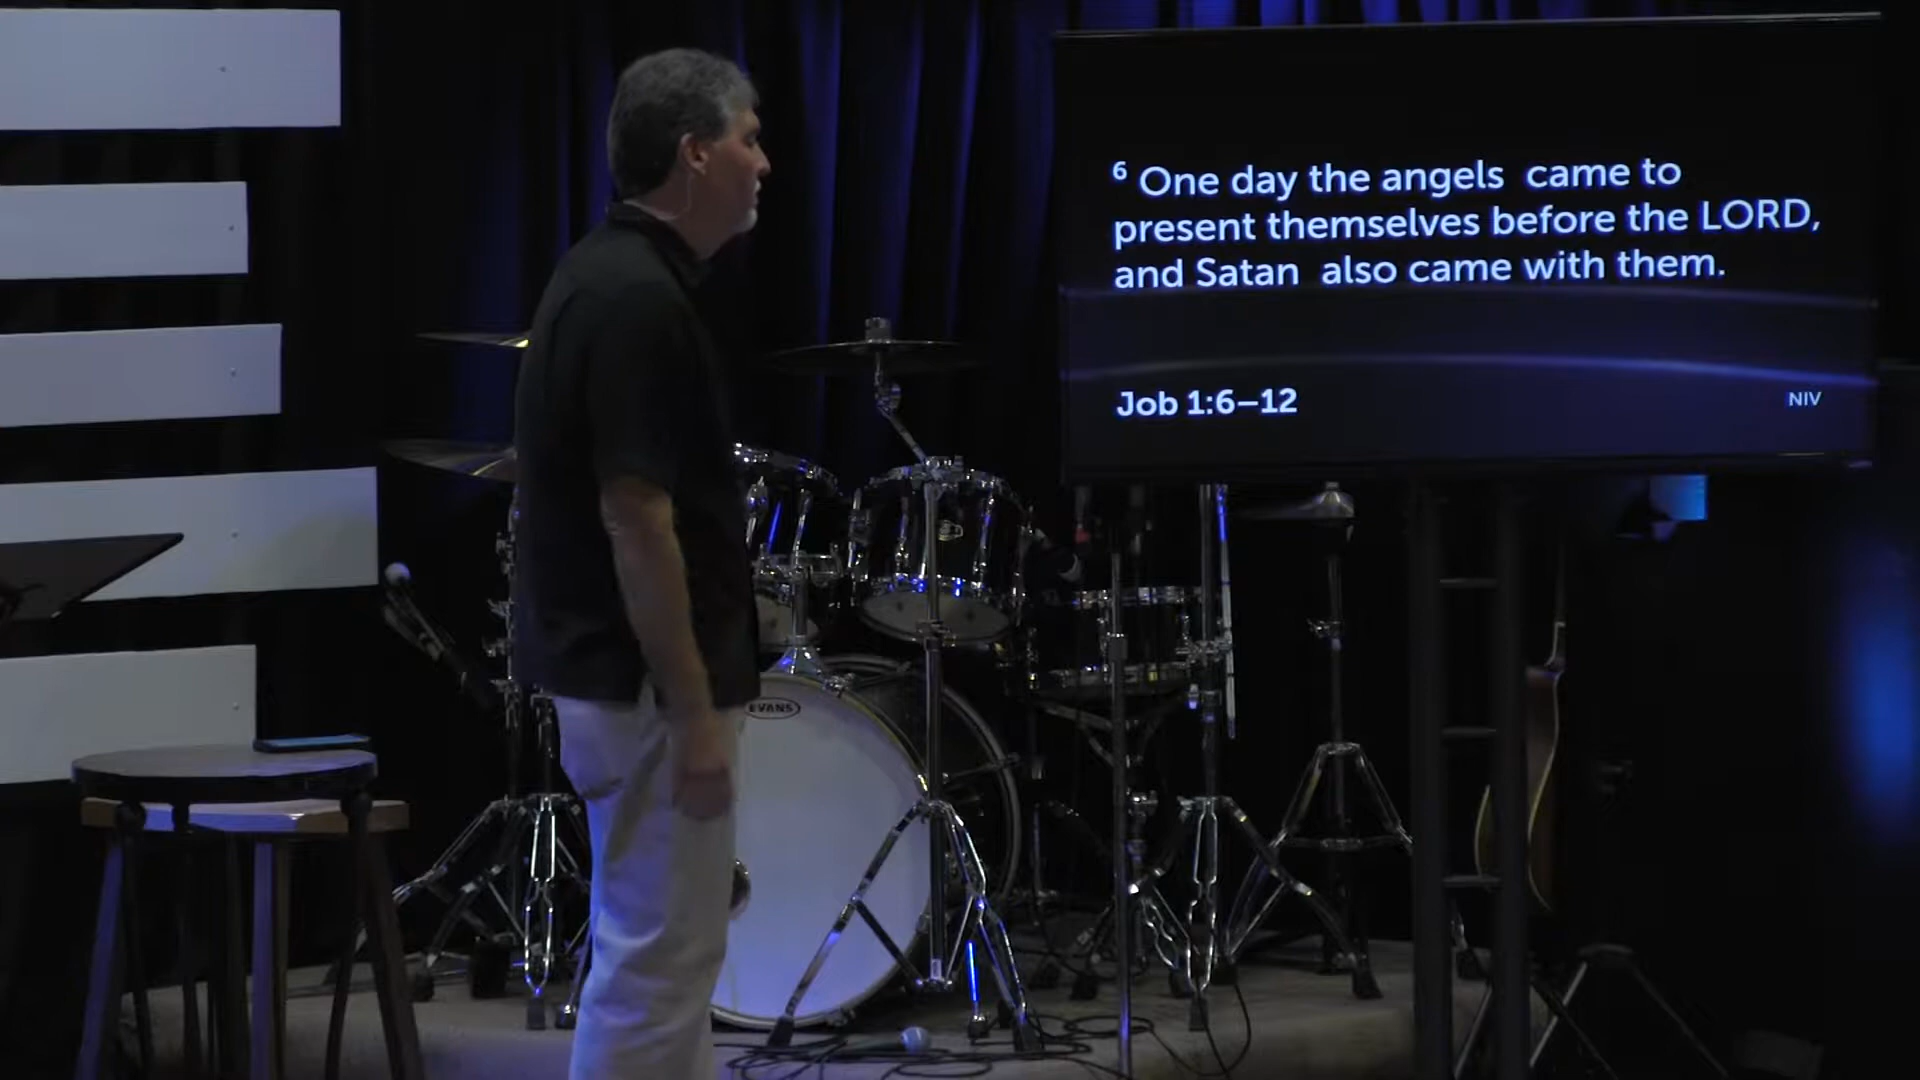 6 One day the angels came to
present themselves before the LORD,
and Satan also came with them.
Job 1:6–12
NIV
EVANS